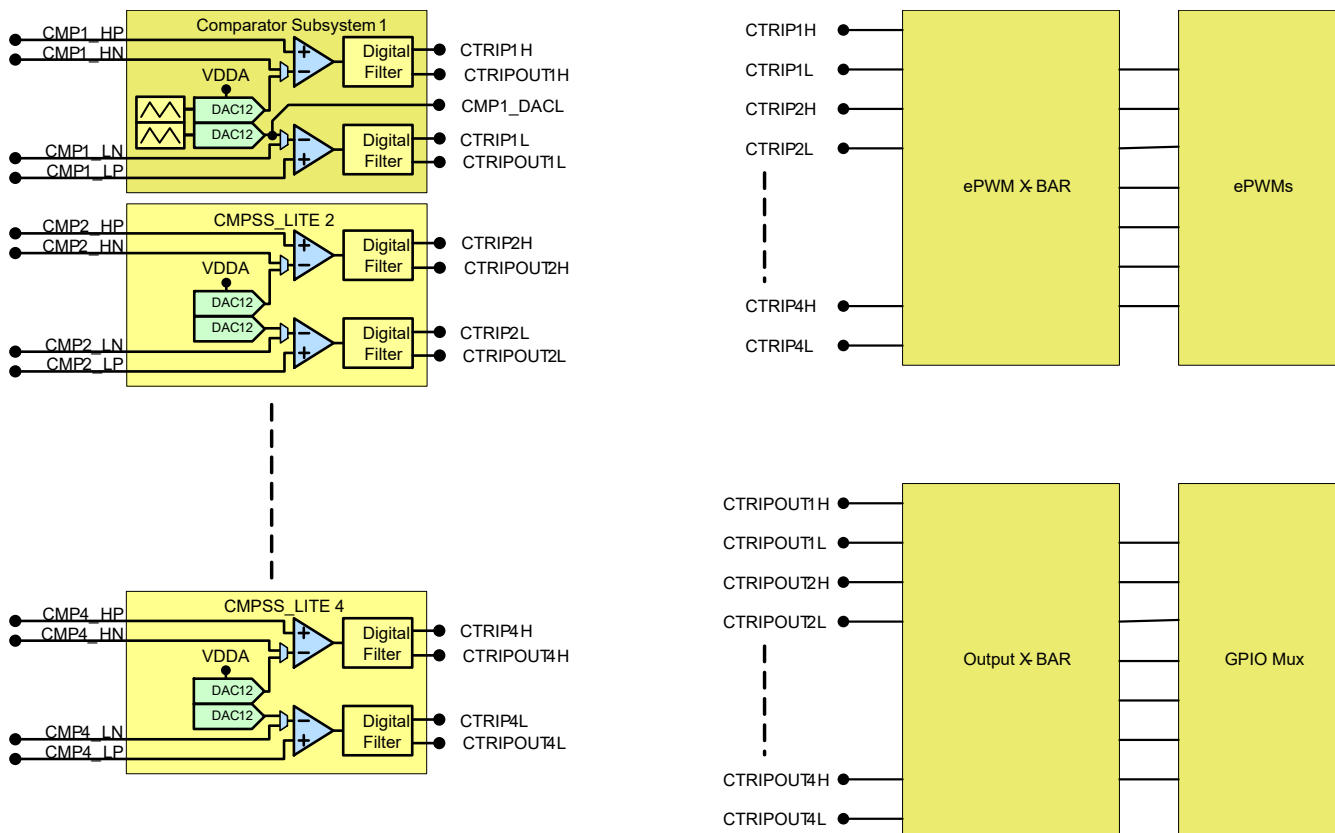 Comparator Subsystem 1
CMP1_HP
CMP1_HN
VDDA
DAC12
DAC12
Digital
Filter
CTRIP1H
CTRIPOUT1H
CMP1_DACL
CMP1_LN
CMP1_LP
Digital
Filter
CTRIP1L
CTRIPOUT1L
CMPSS_LITE 2
CMP2_HP
CMP2_HN
VDDA
DAC12
DAC12
Digital
Filter
CTRIP2H
CTRIPOUT2H
CMP2_LN
CMP2_LP
Digital
Filter
CTRIP2L
CTRIPOUT2L
CMPSS_LITE 4
CMP4_HP
CMP4_HN
VDDA
DAC12
DAC12
Digital
Filter
CTRIP4H
CTRIPOUT4H
CMP4_LN
CMP4_LP
Digital
Filter
CTRIP4L
CTRIPOUT4L
CTRIP1H
CTRIP1L
CTRIP2H
CTRIP2L
CTRIP4H
CTRIP4L
ePWM X-BAR
ePWMs
CTRIPOUT1H
CTRIPOUT1L
CTRIPOUT2H
CTRIPOUT2L
CTRIPOUT4H
CTRIPOUT4L
Output X-BAR
GPIO Mux